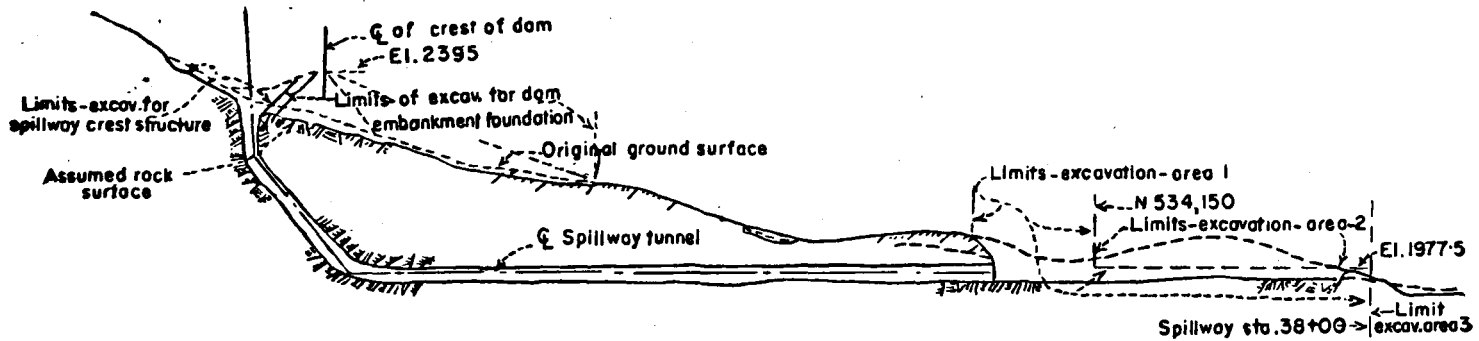 ℄ of crest of dam
El. 2395
Limits-excav. for
spillway crest structure
Limits of excav. for dam
embankment foundation
Original ground surface
Assumed rock
surface
℄ Spillway tunnel
Limits-excavation-area 1
N 534,150
Limits-excavation-area-2
El. 1977·5
Spillway sta. 38+00
Limit
excav. area 3